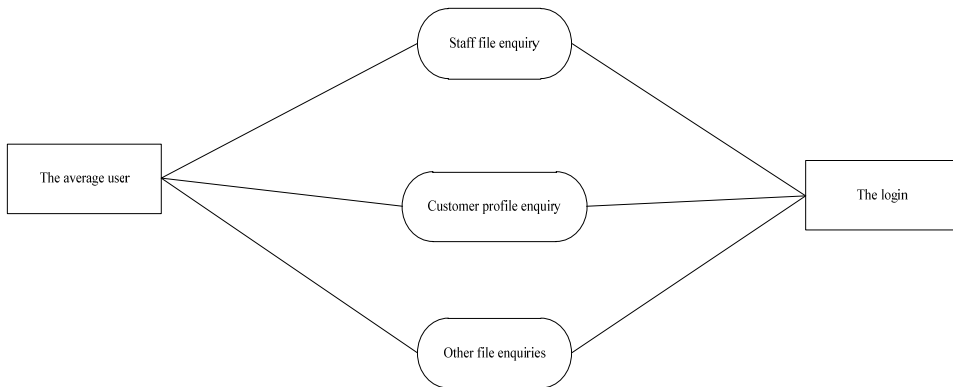 Staff file enquiry
The average user
Customer profile enquiry
The login
Other file enquiries